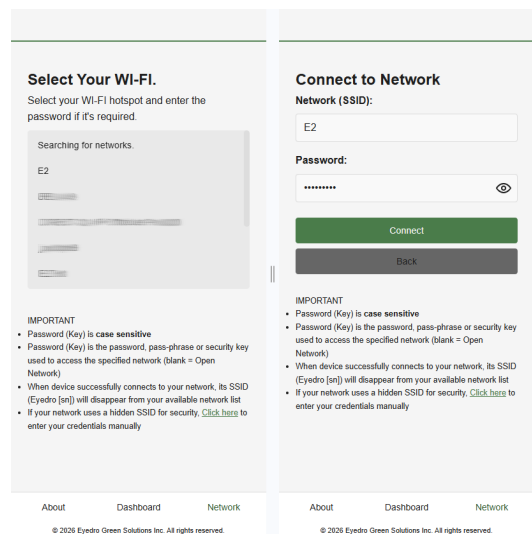 Select Your WI-FI.
Select your WI-FI hotspot and enter the
password if it's required.
Searching for networks.
E2
IMPORTANT
Password (Key) is case sensitive
Password (Key) is the password, pass-phrase or security key
used to access the specified network (blank = Open
Network)
When device successfully connects to your network, its SSID
(Eyedro [sn]) will disappear from your available network list
If your network uses a hidden SSID for security, Click here to
enter your credentials manually
About Dashboard Network
© 2026 Eyedro Green Solutions Inc. All rights reserved.
Connect to Network
Network (SSID):
E2
Password:
•••••••••
Connect
Back
IMPORTANT
Password (Key) is case sensitive
Password (Key) is the password, pass-phrase or security key
used to access the specified network (blank = Open
Network)
When device successfully connects to your network, its SSID
(Eyedro [sn]) will disappear from your available network list
If your network uses a hidden SSID for security, Click here to
enter your credentials manually
About Dashboard Network
© 2026 Eyedro Green Solutions Inc. All rights reserved.